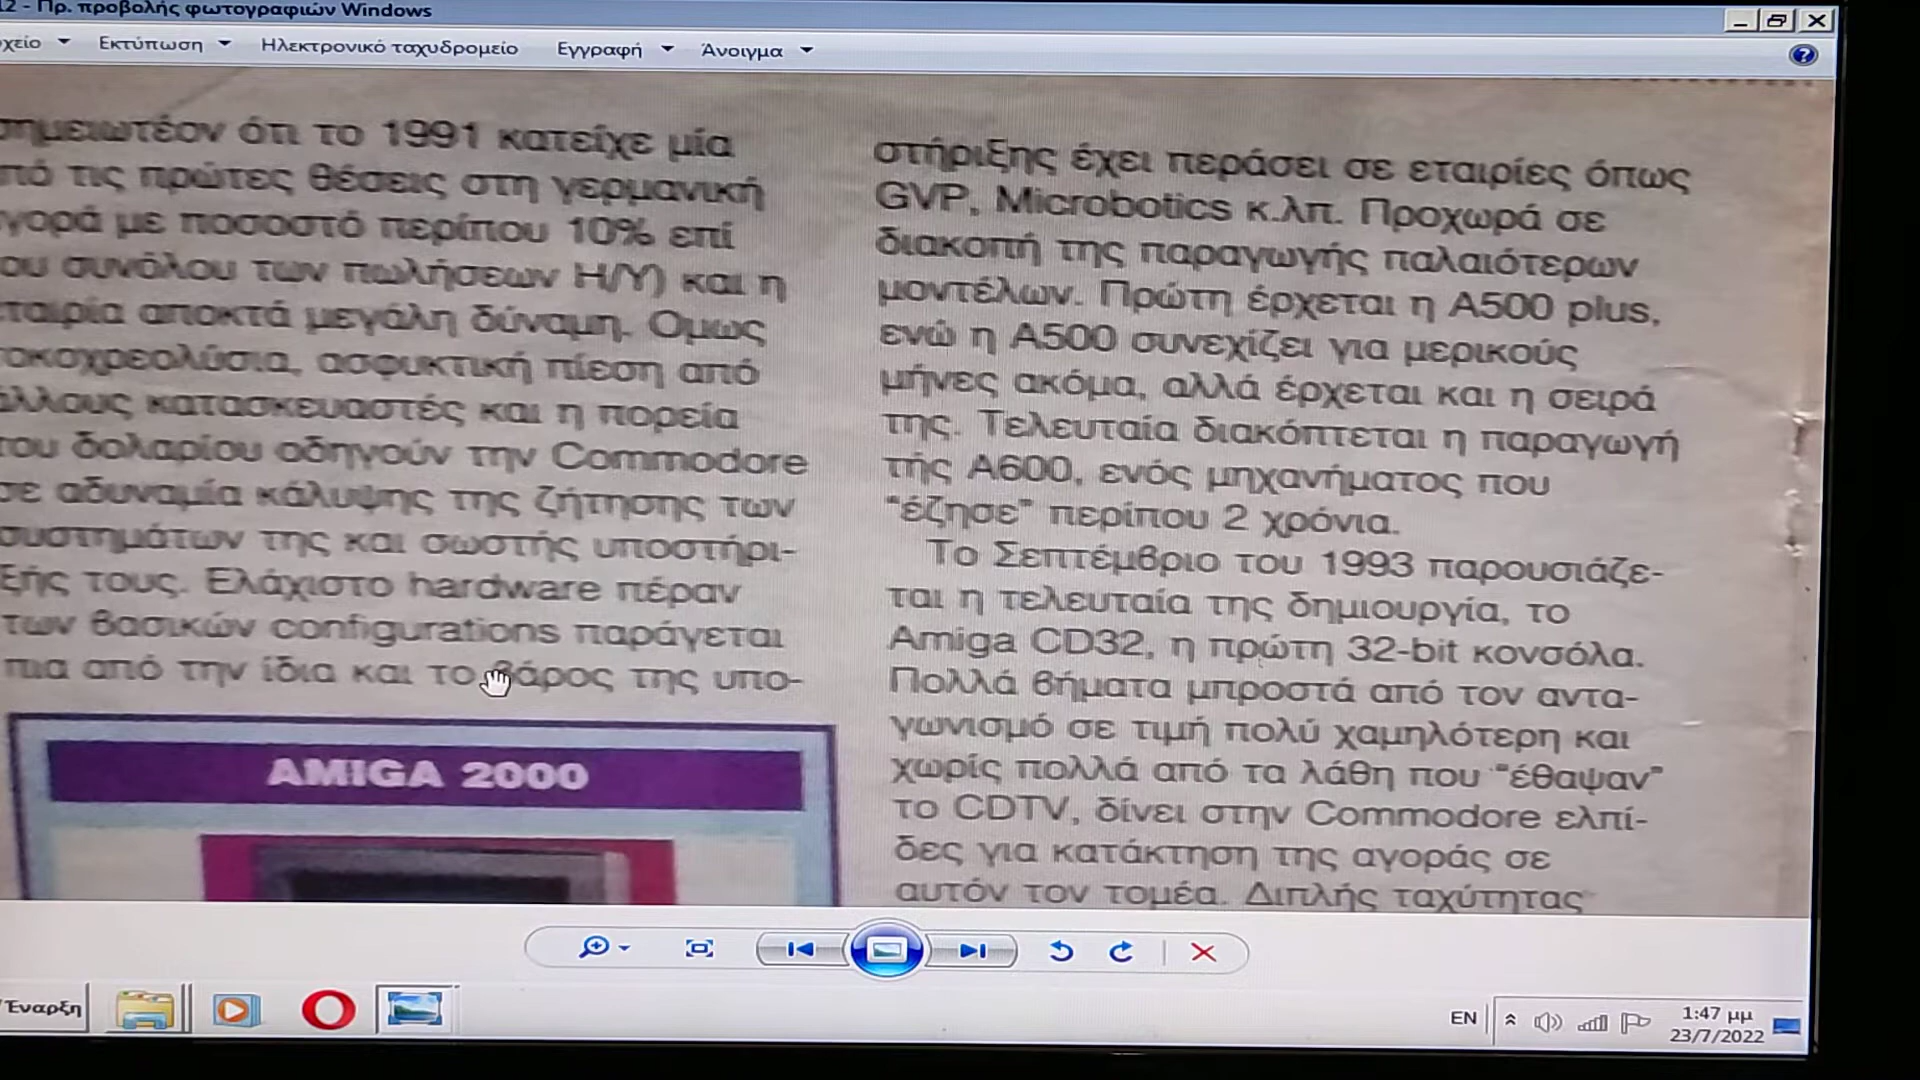 12 - Πρ. προβολής φωτογραφιών Windows
χείο Εκτύπωση Ηλεκτρονικό ταχυδρομείο Εγγραφή Άνοιγμα
ημειωτέον ότι το 1991 κατείχε μία
πό τις πρώτες θέσεις στη γερμανική
γορά με ποσοστό περίπου 10% επί
ου συνόλου των πωλήσεων Η/Υ) και η
ταιρία αποκτά μεγάλη δύναμη. Ομως
τοκοχρεολύσια, ασφυκτική πίεση από
άλλους κατασκευαστές και η πορεία
του δολαρίου οδηγούν την Commodore
σε αδυναμία κάλυψης της ζήτησης των
συστημάτων της και σωστής υποστήρι-
ξής τους. Ελάχιστο hardware πέραν
των βασικών configurations παράγεται
πια από την ίδια και το βάρος της υπο-
AMIGA 2000
στήριξης έχει περάσει σε εταιρίες όπως
GVP, Microbotics κ.λπ. Προχωρά σε
διακοπή της παραγωγής παλαιότερων
μοντέλων. Πρώτη έρχεται η A500 plus,
ενώ η A500 συνεχίζει για μερικούς
μήνες ακόμα, αλλά έρχεται και η σειρά
της. Τελευταία διακόπτεται η παραγωγή
τής A600, ενός μηχανήματος που
“έζησε” περίπου 2 χρόνια.
Το Σεπτέμβριο του 1993 παρουσιάζε-
ται η τελευταία της δημιουργία, το
Amiga CD32, η πρώτη 32-bit κονσόλα.
Πολλά βήματα μπροστά από τον αντα-
γωνισμό σε τιμή πολύ χαμηλότερη και
χωρίς πολλά από τα λάθη που “έθαψαν”
το CDTV, δίνει στην Commodore ελπί-
δες για κατάκτηση της αγοράς σε
αυτόν τον τομέα. Διπλής ταχύτητας
Έναρξη
EN
1:47 μμ
23/7/2022